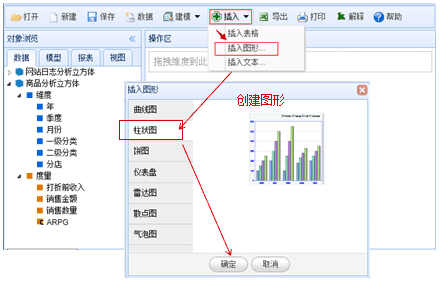 打开 新建 保存 数据 建模 插入 导出 打印 解释 帮助
对象浏览 << 操作区
插入表格
插入图形...
插入文本...
数据 模型 报表 视图
拖拽维度到此
网站日志分析立方体
商品分析立方体
维度
年
季度
月份
一级分类
二级分类
分店
度量
打折前收入
销售金额
销售数量
ARPG
插入图形
创建图形
曲线图
柱状图
饼图
仪表盘
雷达图
散点图
气泡图
确定 取消